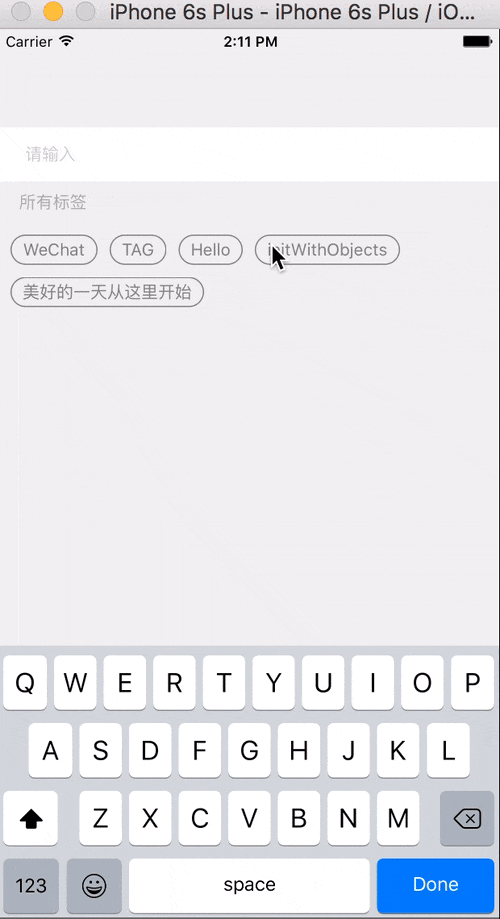 iPhone 6s Plus - iPhone 6s Plus / iO...
Carrier 2:11 PM
请输入
所有标签
WeChat TAG Hello initWithObjects
美好的一天从这里开始
Q W E R T Y U I O P
A S D F G H J K L
Z X C V B N M
123 space Done